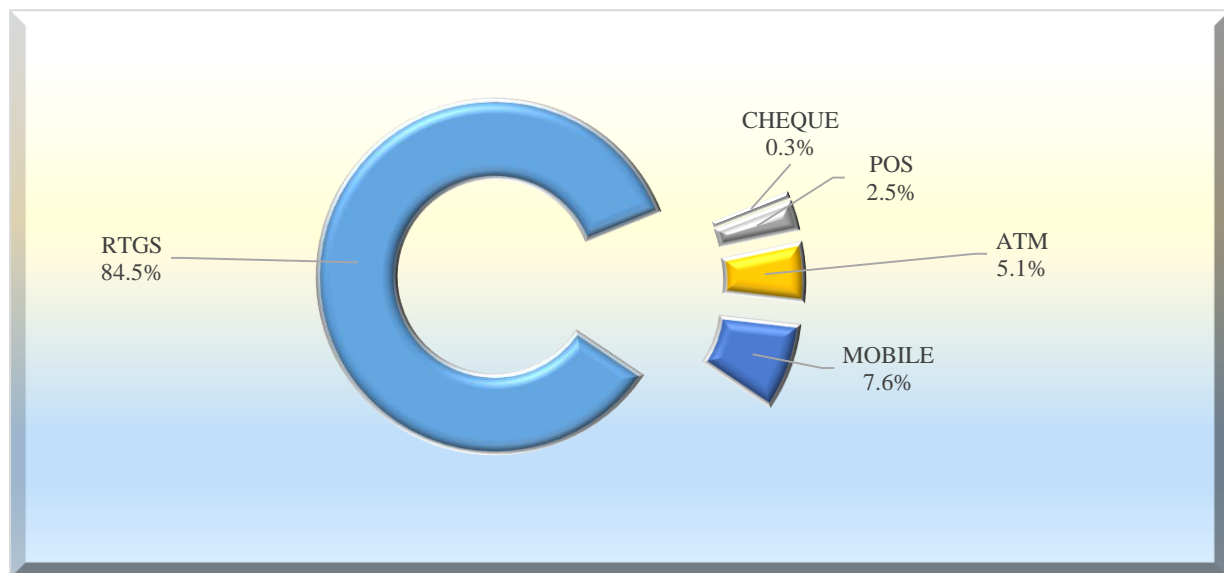 CHEQUE
0.3%
POS
2.5%
RTGS
84.5%
ATM
5.1%
MOBILE
7.6%